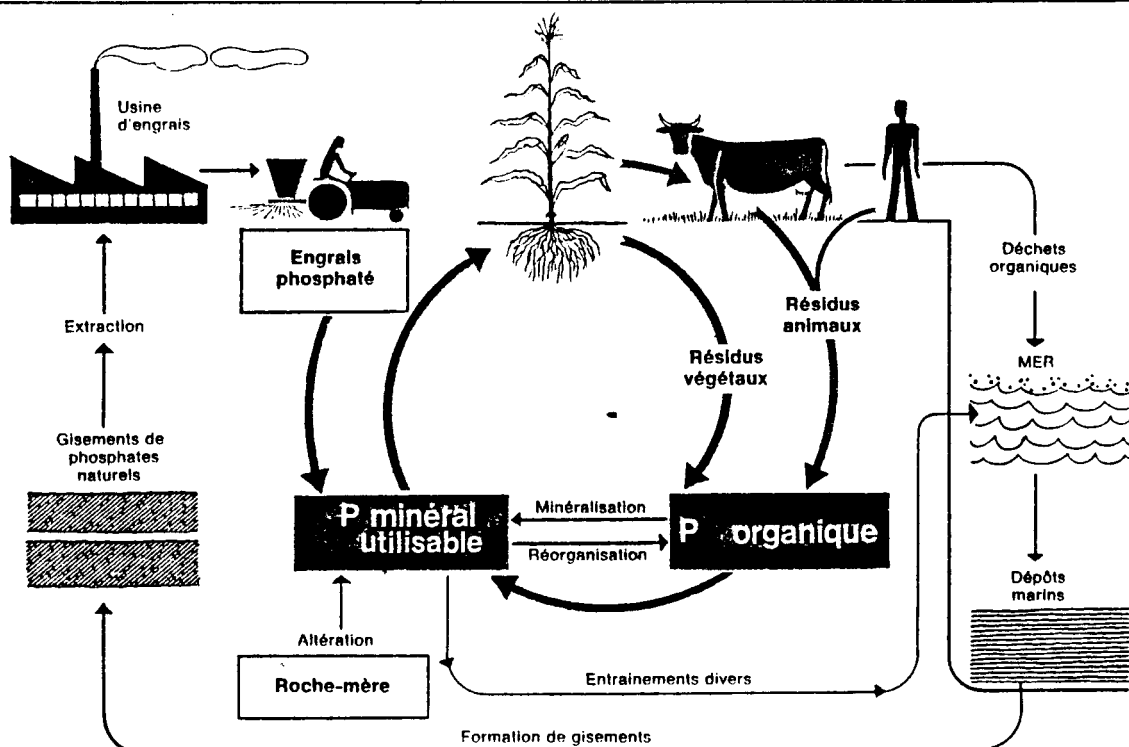 Usine
d'engrais
Engrais
phosphaté
Déchets
organiques
Extraction
Résidus
animaux
Résidus
végétaux
MER
Gisements de
phosphates
naturels
P minéral
utilisable
Minéralisation
Réorganisation
P organique
Dépôts
marins
Altération
Roche-mère
Entrainements divers
Formation de gisements